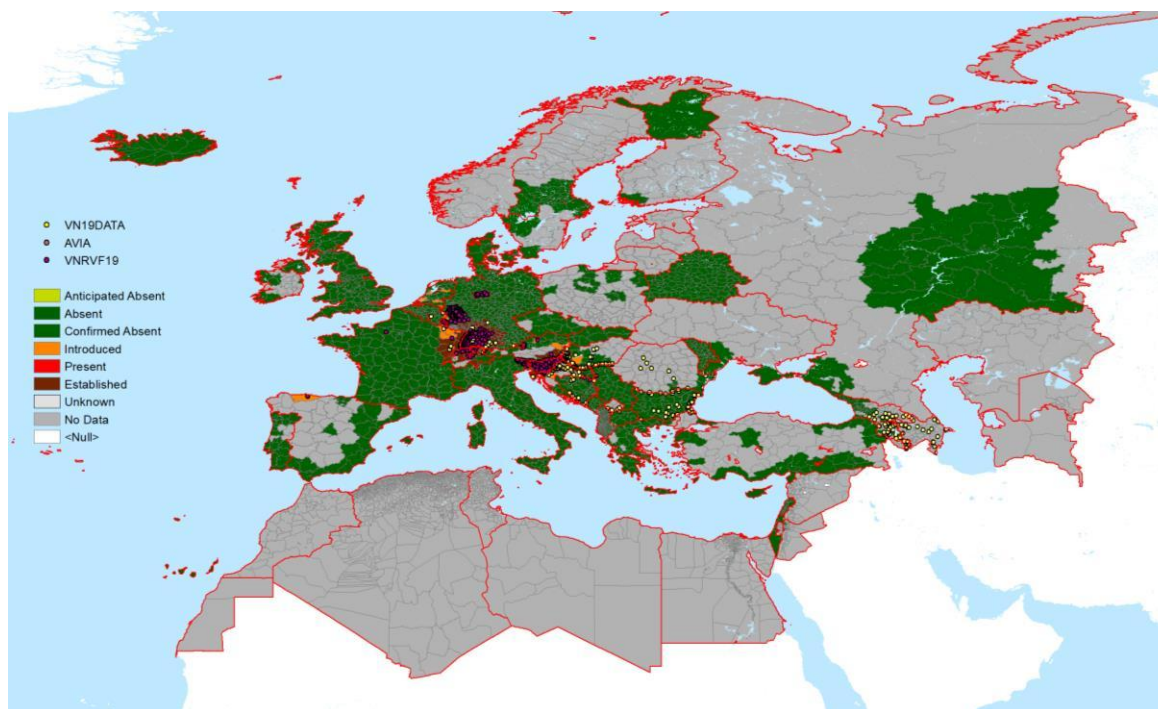 VN19DATA
AVIA
VNRVF19
Anticipated Absent
Absent
Confirmed Absent
Introduced
Present
Established
Unknown
No Data
<Null>